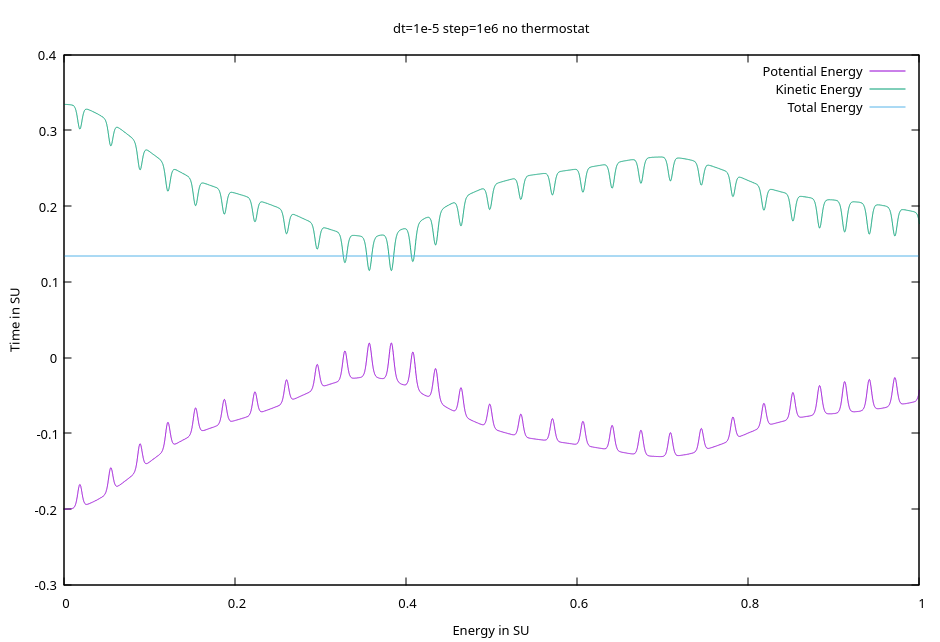 dt=1e-5 step=1e6 no thermostat
Potential Energy
Kinetic Energy
Total Energy
0.4
0.3
0.2
0.1
0
-0.1
-0.2
-0.3
Time in SU
0 0.2 0.4 0.6 0.8 1
Energy in SU